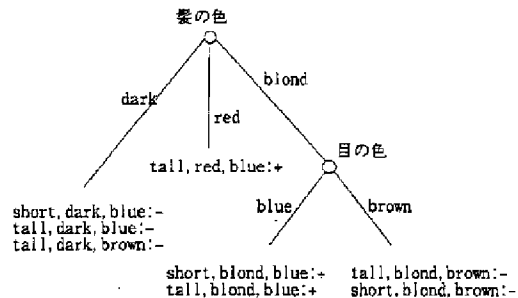 髪の色
blond
dark
red
tall,red,blue:+
目の色
blue
brown
short,dark,blue:-
tall,dark,blue:-
tall,dark,brown:-
short,blond,blue:+
tall,blond,blue:+
tall,blond,brown:-
short,blond,brown:-